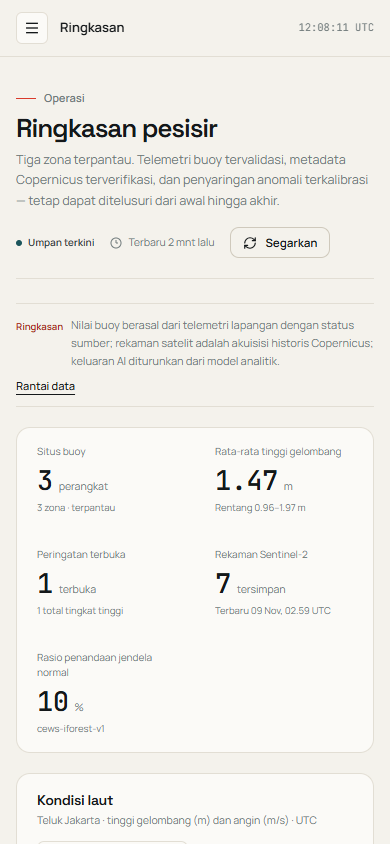 Ringkasan
12:08:11 UTC
Operasi
Ringkasan pesisir
Tiga zona terpantau. Telemetri buoy tervalidasi, metadata
Copernicus terverifikasi, dan penyaringan anomali terkalibrasi
— tetap dapat ditelusuri dari awal hingga akhir.
Umpan terkini
Terbaru 2 mnt lalu
Segarkan
Ringkasan
Nilai buoy berasal dari telemetri lapangan dengan status
sumber; rekaman satelit adalah akuisisi historis Copernicus;
keluaran AI diturunkan dari model analitik.
Rantai data
Situs buoy
3 perangkat
3 zona · terpantau
Rata-rata tinggi gelombang
1.47 m
Rentang 0.96–1.97 m
Peringatan terbuka
1 terbuka
1 total tingkat tinggi
Rekaman Sentinel-2
7 tersimpan
Terbaru 09 Nov, 02.59 UTC
Rasio penandaan jendela
normal
10 %
cews-iforest-v1
Kondisi laut
Teluk Jakarta · tinggi gelombang (m) dan angin (m/s) · UTC